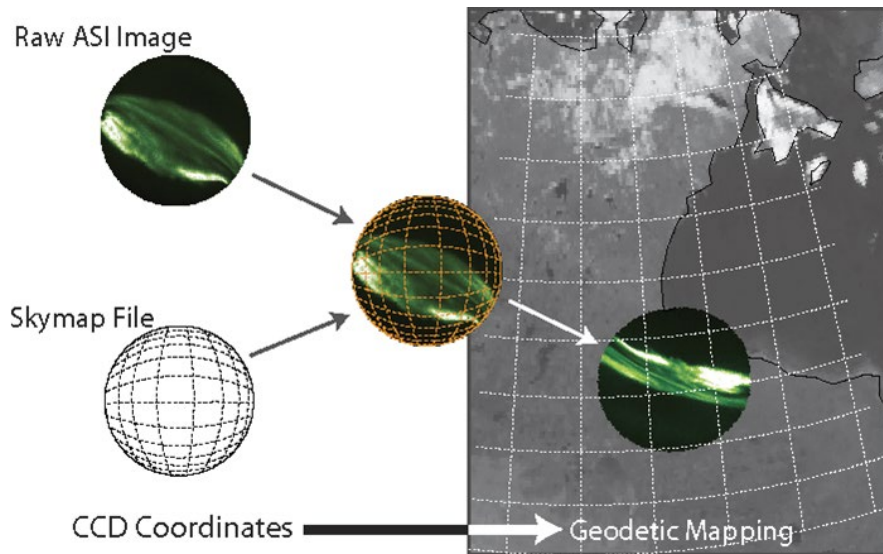 Raw ASI Image
Skymap File
CCD Coordinates
Geodetic Mapping